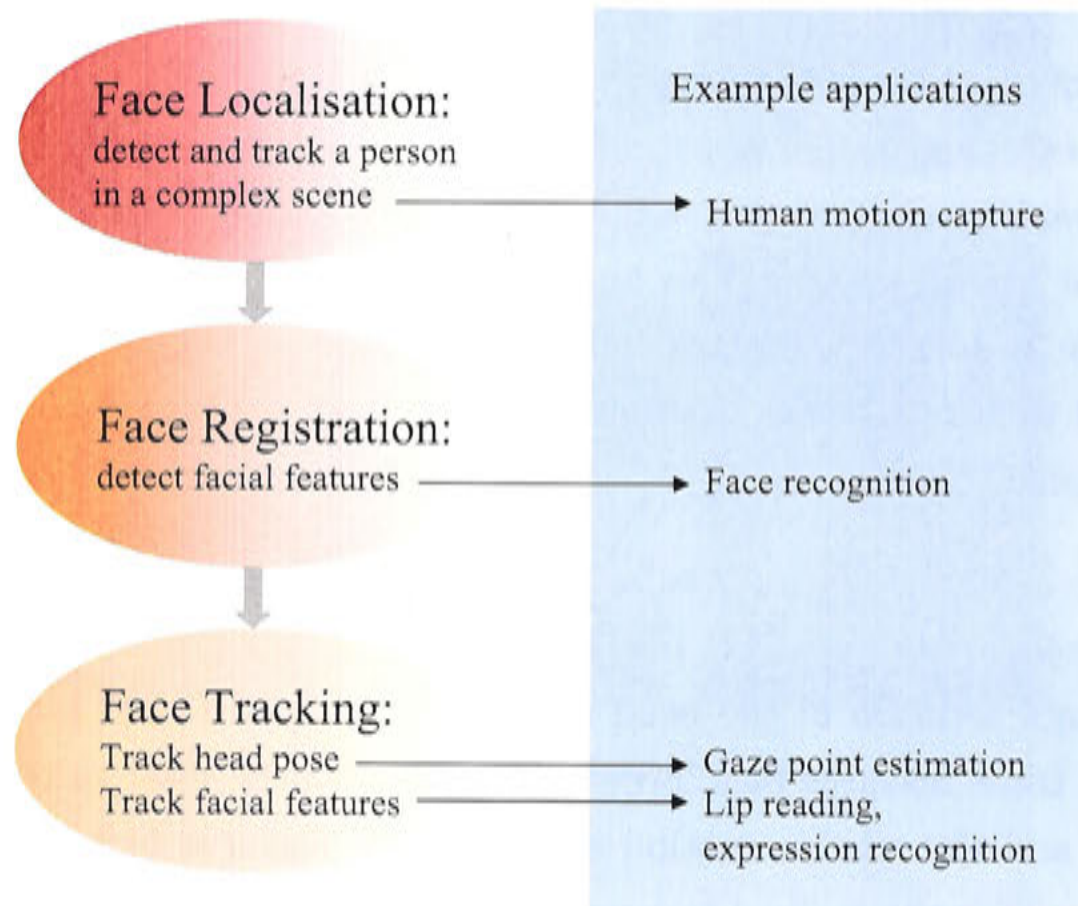 Face Localisation:
detect and track a person
in a complex scene
Example applications
Human motion capture
Face Registration:
detect facial features
Face recognition
Face Tracking:
Track head pose
Gaze point estimation
Track facial features
Lip reading,
expression recognition